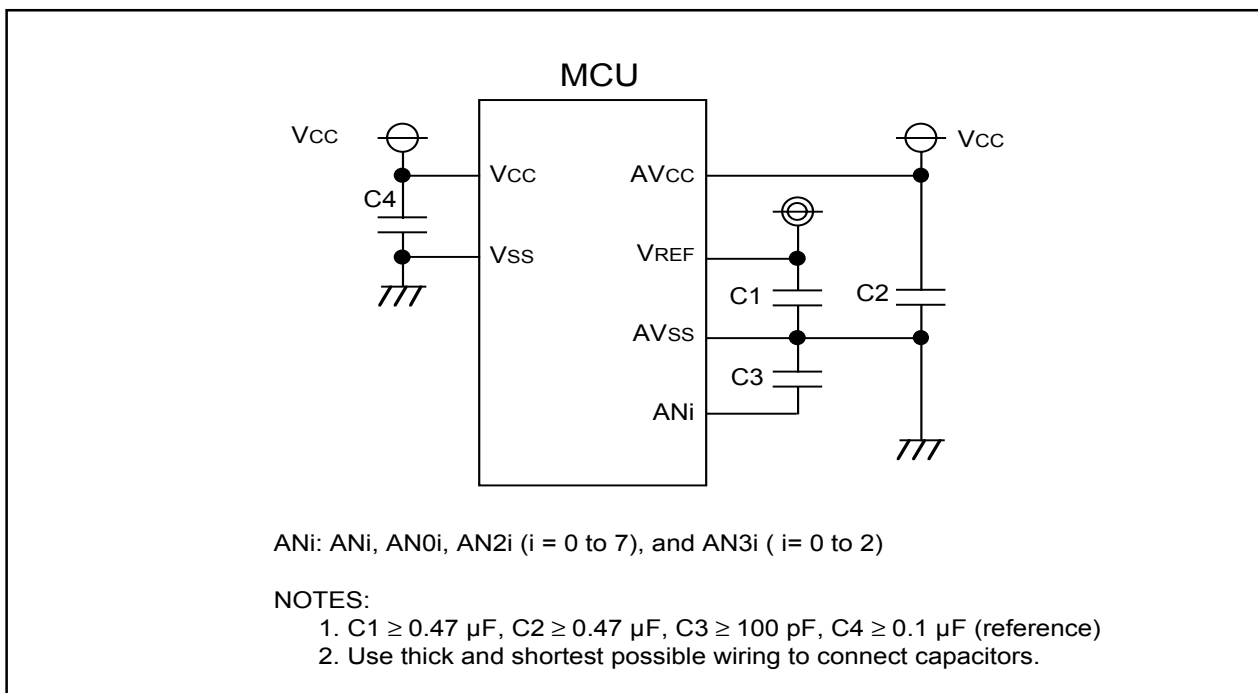 MCU
VCC
VCC
VCC
AVCC
C4
VSS
VREF
C1
C2
AVSS
C3
ANi
ANi: ANi, AN0i, AN2i (i = 0 to 7), and AN3i ( i= 0 to 2)
NOTES:
1. C1 ≥ 0.47 µF, C2 ≥ 0.47 µF, C3 ≥ 100 pF, C4 ≥ 0.1 µF (reference)
2. Use thick and shortest possible wiring to connect capacitors.